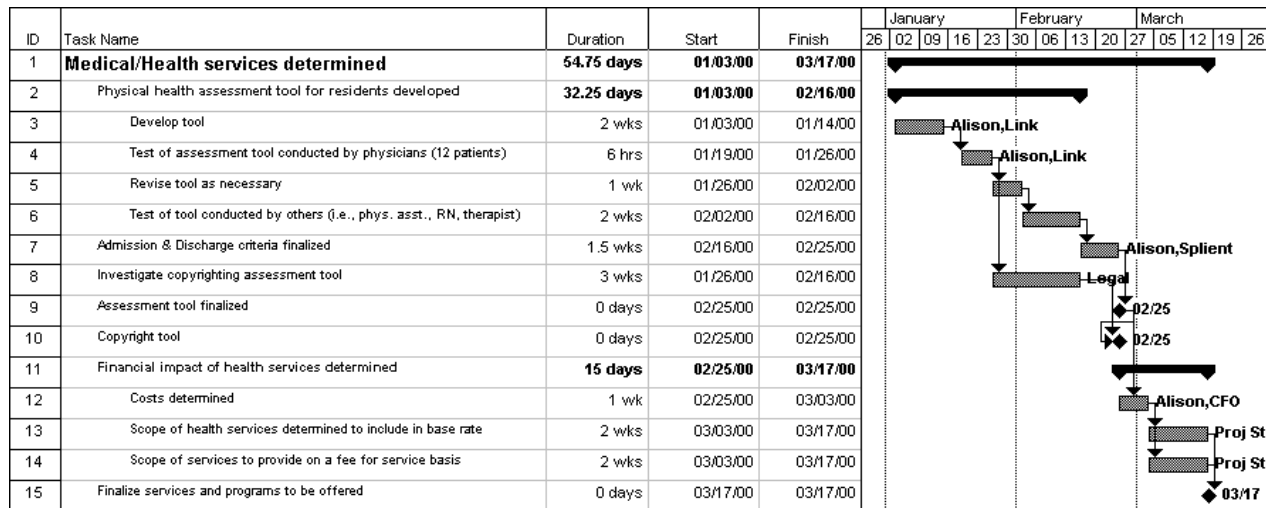 January February March
ID Task Name Duration Start Finish 26 02 09 16 23 30 06 13 20 27 05 12 19 26
1 Medical/Health services determined 54.75 days 01/03/00 03/17/00
2 Physical health assessment tool for residents developed 32.25 days 01/03/00 02/16/00
3 Develop tool 2 wks 01/03/00 01/14/00 Alison,Link
4 Test of assessment tool conducted by physicians (12 patients) 6 hrs 01/19/00 01/26/00 Alison,Link
5 Revise tool as necessary 1 wk 01/26/00 02/02/00
6 Test of tool conducted by others (i.e., phys. asst., RN, therapist) 2 wks 02/02/00 02/16/00
7 Admission & Discharge criteria finalized 1.5 wks 02/16/00 02/25/00 Alison,Splient
8 Investigate copyrighting assessment tool 3 wks 01/26/00 02/16/00 Legal
9 Assessment tool finalized 0 days 02/25/00 02/25/00 02/25
10 Copyright tool 0 days 02/25/00 02/25/00 02/25
11 Financial impact of health services determined 15 days 02/25/00 03/17/00
12 Costs determined 1 wk 02/25/00 03/03/00 Alison,CFO
13 Scope of health services determined to include in base rate 2 wks 03/03/00 03/17/00 Proj St
14 Scope of services to provide on a fee for service basis 2 wks 03/03/00 03/17/00 Proj St
15 Finalize services and programs to be offered 0 days 03/17/00 03/17/00 03/17